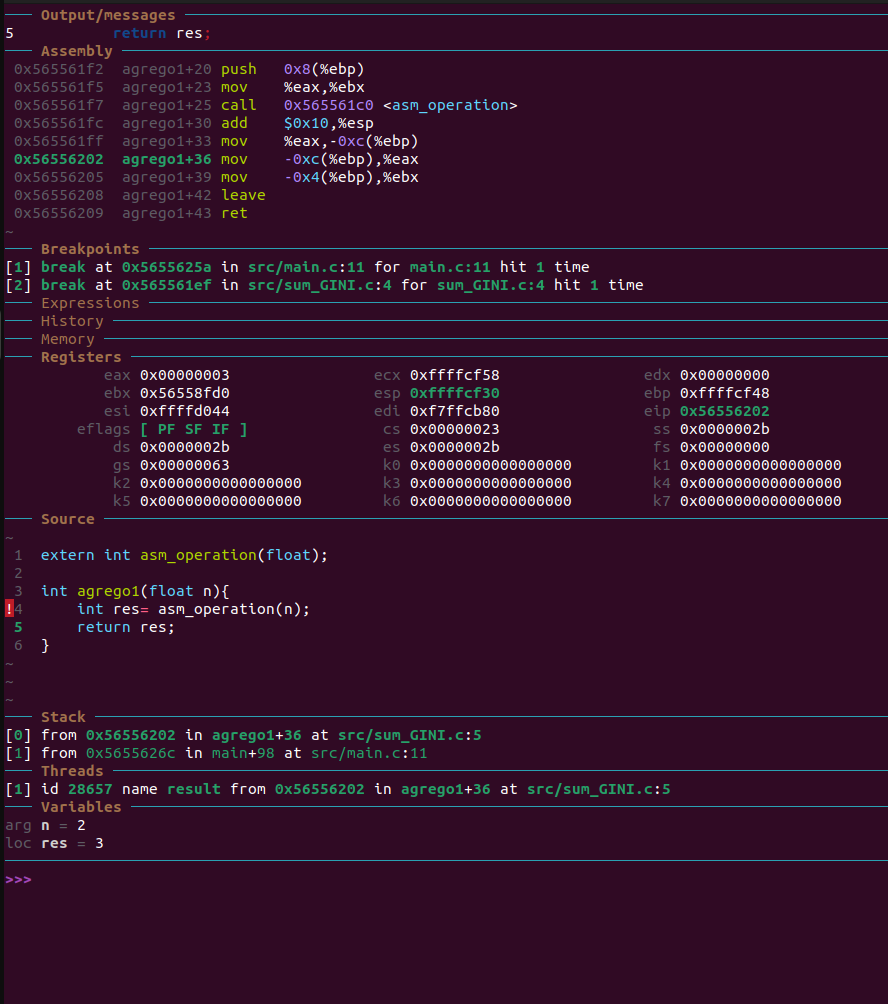 Output/messages
5 return res;
Assembly
0x565561f2 agrego1+20 push 0x8(%ebp)
0x565561f5 agrego1+23 mov %eax,%ebx
0x565561f7 agrego1+25 call 0x565561c0 <asm_operation>
0x565561fc agrego1+30 add $0x10,%esp
0x565561ff agrego1+33 mov %eax,-0xc(%ebp)
0x56556202 agrego1+36 mov -0xc(%ebp),%eax
0x56556205 agrego1+39 mov -0x4(%ebp),%ebx
0x56556208 agrego1+42 leave
0x56556209 agrego1+43 ret
~
Breakpoints
[1] break at 0x5655625a in src/main.c:11 for main.c:11 hit 1 time
[2] break at 0x565561ef in src/sum_GINI.c:4 for sum_GINI.c:4 hit 1 time
Expressions
History
Memory
Registers
eax 0x00000003 ecx 0xffffcf58 edx 0x00000000
ebx 0x56558fd0 esp 0xffffcf30 ebp 0xffffcf48
esi 0xffffd044 edi 0xf7ffcb80 eip 0x56556202
eflags [ PF SF IF ] cs 0x00000023 ss 0x0000002b
ds 0x0000002b es 0x0000002b fs 0x00000000
gs 0x00000063 k0 0x0000000000000000 k1 0x0000000000000000
k2 0x0000000000000000 k3 0x0000000000000000 k4 0x0000000000000000
k5 0x0000000000000000 k6 0x0000000000000000 k7 0x0000000000000000
Source
~
1 extern int asm_operation(float);
2
3 int agrego1(float n){
!4 int res= asm_operation(n);
5 return res;
6 }
~
~
~
Stack
[0] from 0x56556202 in agrego1+36 at src/sum_GINI.c:5
[1] from 0x5655626c in main+98 at src/main.c:11
Threads
[1] id 28657 name result from 0x56556202 in agrego1+36 at src/sum_GINI.c:5
Variables
arg n = 2
loc res = 3
>>>